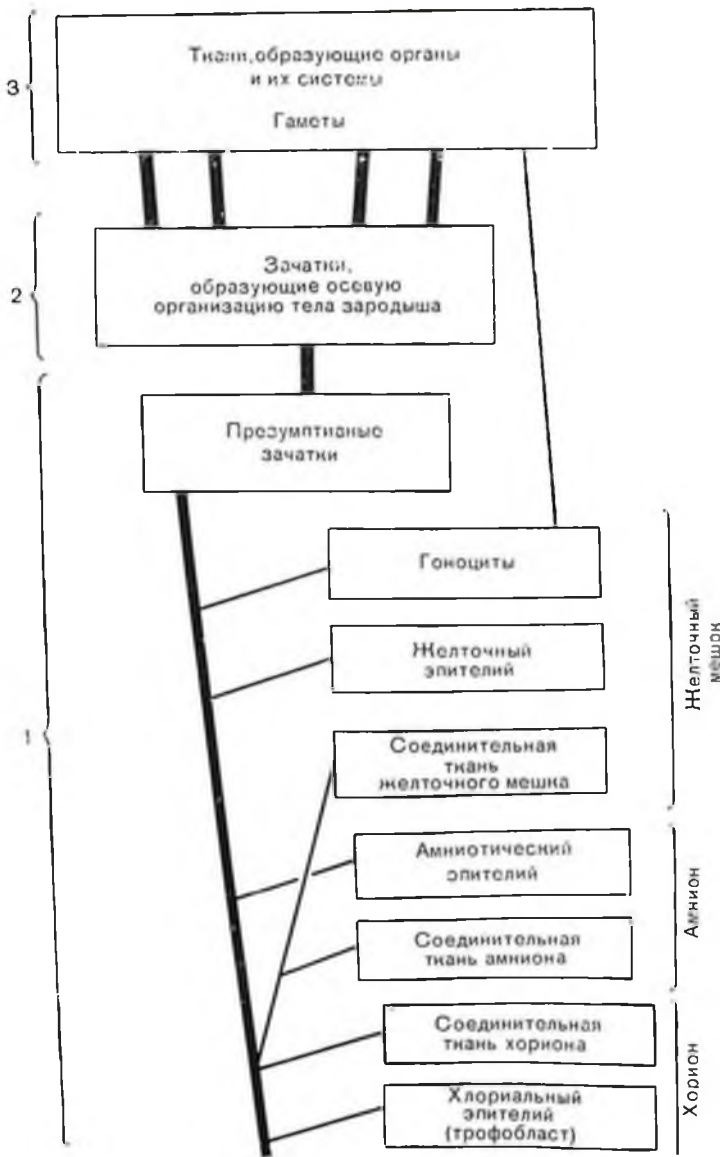 3
Ткани, образующие органы
и их системы
Гаметы
2
Зачатки,
образующие осевую
организацию тела зародыша
1
Презумптивные
зачатки
Гоноциты
Желточный
эпителий
Соединительная
ткань
желточного мешка
Желточный
мешок
Амниотический
эпителий
Соединительная
ткань амниона
Амнион
Соединительная
ткань хориона
Хлориальный
эпителий
(трофобласт)
Хорион